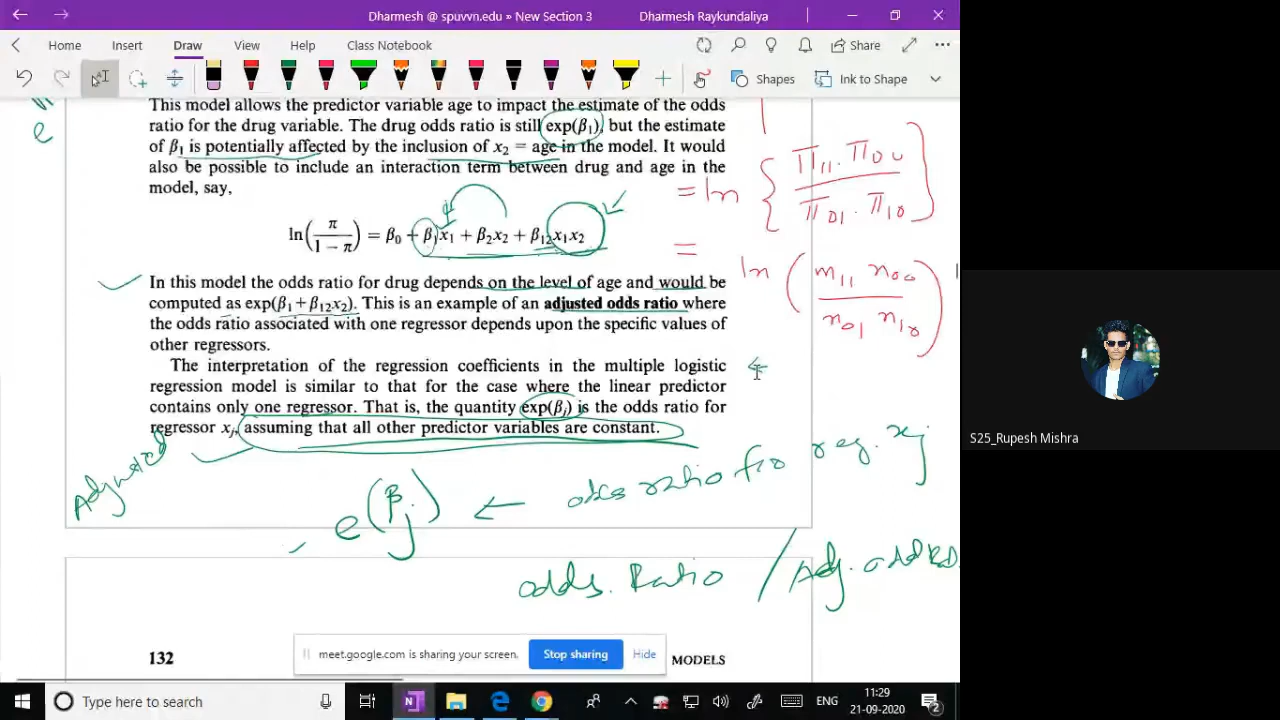 Dharmesh @ spuvvn.edu » New Section 3
Dharmesh Raykundaliya
Home Insert Draw View Help Class Notebook
Share
Shapes
Ink to Shape
e
This model allows the predictor variable age to impact the estimate of the odds
ratio for the drug variable. The drug odds ratio is still exp(β₁), but the estimate
of β₁ is potentially affected by the inclusion of x₂ = age in the model. It would
also be possible to include an interaction term between drug and age in the
model, say,
ln(π/(1 − π)) = β₀ + β₁x₁ + β₂x₂ + β₁₂x₁x₂
In this model the odds ratio for drug depends on the level of age and would be
computed as exp(β₁ + β₁₂x₂). This is an example of an adjusted odds ratio where
the odds ratio associated with one regressor depends upon the specific values of
other regressors.
The interpretation of the regression coefficients in the multiple logistic
regression model is similar to that for the case where the linear predictor
contains only one regressor. That is, the quantity exp(βⱼ) is the odds ratio for
regressor xⱼ, assuming that all other predictor variables are constant.
= ln { π₁₁ . π₀₀ / π₀₁ . π₁₀ }
=
ln ( n₁₁ n₀₀ / n₀₁ n₁₀ )
Adjusted
e^(βⱼ) ← odds ratio for reg. xⱼ
odds. Ratio / Adj. odds
132
MODELS
meet.google.com is sharing your screen.
Stop sharing
Hide
S25_Rupesh Mishra
Type here to search
ENG
11:29
21-09-2020
2